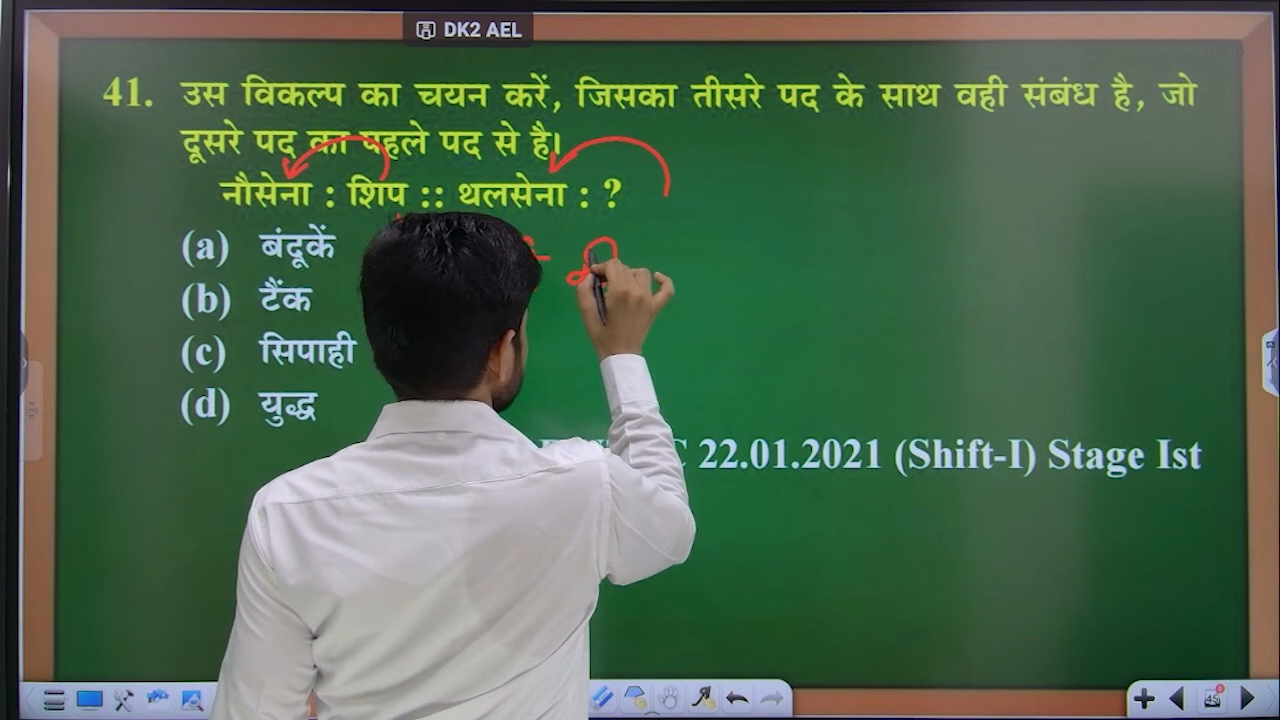 DK2 AEL
41. उस विकल्प का चयन करें, जिसका तीसरे पद के साथ वही संबंध है, जो
दूसरे पद का पहले पद से है।
नौसेना : शिप :: थलसेना : ?
(a) बंदूकें
(b) टैंक
(c) सिपाही
(d) युद्ध
22.01.2021 (Shift-I) Stage Ist